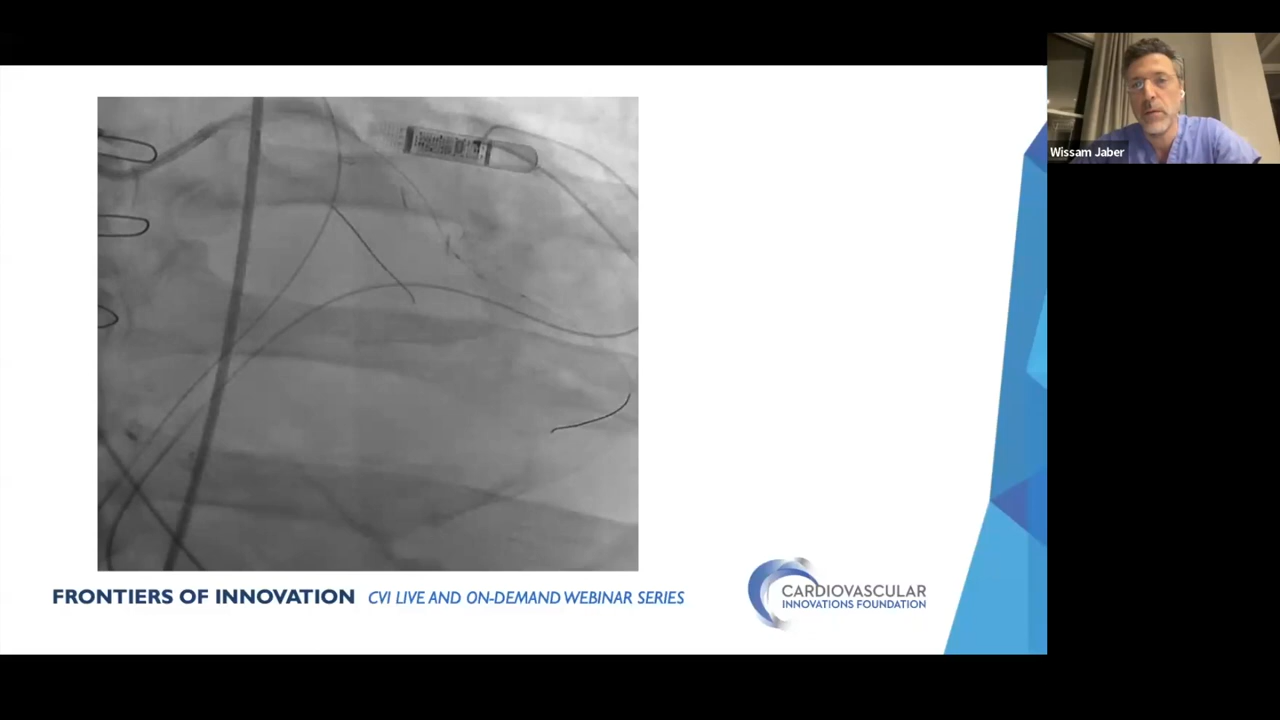 Wissam Jaber
FRONTIERS OF INNOVATION CVI LIVE AND ON-DEMAND WEBINAR SERIES
CARDIOVASCULAR
INNOVATIONS FOUNDATION